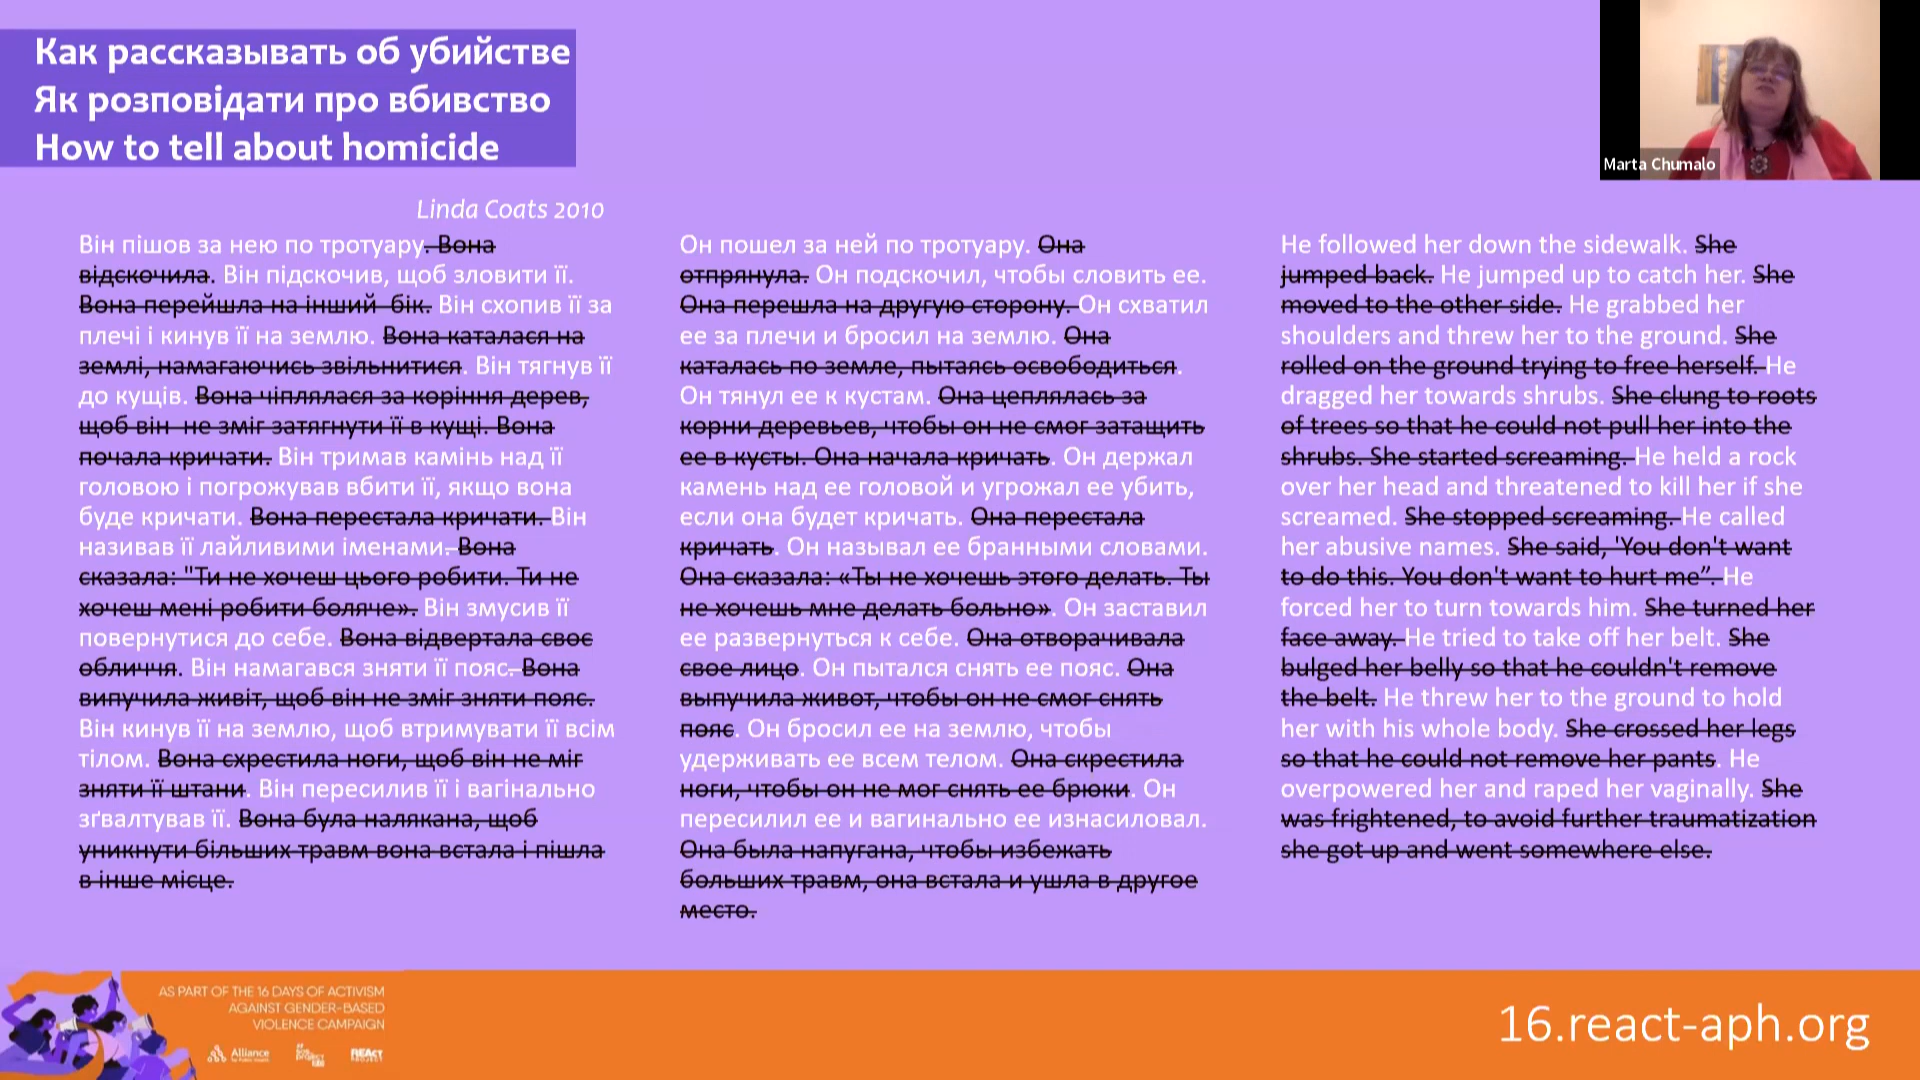 Как рассказывать об убийстве
Як розповідати про вбивство
How to tell about homicide
Marta Chumalo
Linda Coats 2010
Він пішов за нею по тротуару. Вона
відскочила. Він підскочив, щоб зловити її.
Вона перейшла на інший бік. Він схопив її за
плечі і кинув її на землю. Вона каталася на
землі, намагаючись звільнитися. Він тягнув її
до кущів. Вона чіплялася за коріння дерев,
щоб він не зміг затягнути її в кущі. Вона
почала кричати. Він тримав камінь над її
головою і погрожував вбити її, якщо вона
буде кричати. Вона перестала кричати. Він
називав її лайливими іменами. Вона
сказала: "Ти не хочеш цього робити. Ти не
хочеш мені робити боляче». Він змусив її
повернутися до себе. Вона відвертала своє
обличчя. Він намагався зняти її пояс. Вона
випучила живіт, щоб він не зміг зняти пояс.
Він кинув її на землю, щоб втримувати її всім
тілом. Вона схрестила ноги, щоб він не міг
зняти її штани. Він пересилив її і вагінально
зґвалтував її. Вона була налякана, щоб
уникнути більших травм вона встала і пішла
в інше місце.
Он пошел за ней по тротуару. Она
отпрянула. Он подскочил, чтобы словить ее.
Она перешла на другую сторону. Он схватил
ее за плечи и бросил на землю. Она
каталась по земле, пытаясь освободиться.
Он тянул ее к кустам. Она цеплялась за
корни деревьев, чтобы он не смог затащить
ее в кусты. Она начала кричать. Он держал
камень над ее головой и угрожал ее убить,
если она будет кричать. Она перестала
кричать. Он называл ее бранными словами.
Она сказала: «Ты не хочешь этого делать. Ты
не хочешь мне делать больно». Он заставил
ее развернуться к себе. Она отворачивала
свое лицо. Он пытался снять ее пояс. Она
выпучила живот, чтобы он не смог снять
пояс. Он бросил ее на землю, чтобы
удерживать ее всем телом. Она скрестила
ноги, чтобы он не мог снять ее брюки. Он
пересилил ее и вагинально ее изнасиловал.
Она была напугана, чтобы избежать
больших травм, она встала и ушла в другое
место.
He followed her down the sidewalk. She
jumped back. He jumped up to catch her. She
moved to the other side. He grabbed her
shoulders and threw her to the ground. She
rolled on the ground trying to free herself. He
dragged her towards shrubs. She clung to roots
of trees so that he could not pull her into the
shrubs. She started screaming. He held a rock
over her head and threatened to kill her if she
screamed. She stopped screaming. He called
her abusive names. She said, 'You don't want
to do this. You don't want to hurt me”. He
forced her to turn towards him. She turned her
face away. He tried to take off her belt. She
bulged her belly so that he couldn't remove
the belt. He threw her to the ground to hold
her with his whole body. She crossed her legs
so that he could not remove her pants. He
overpowered her and raped her vaginally. She
was frightened, to avoid further traumatization
she got up and went somewhere else.
AS PART OF THE 16 DAYS OF ACTIVISM
AGAINST GENDER-BASED
VIOLENCE CAMPAIGN
Alliance
REAct
16.react-aph.org